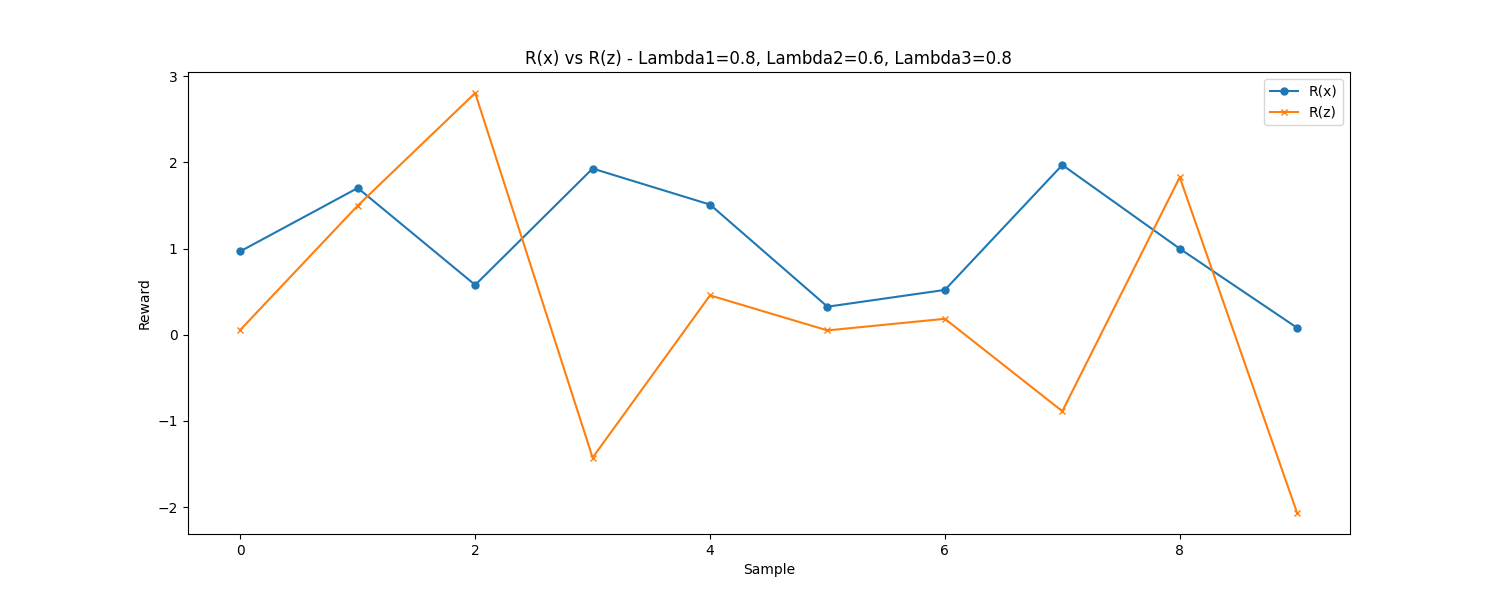 R(x) vs R(z) - Lambda1=0.8, Lambda2=0.6, Lambda3=0.8
R(x)
R(z)
Reward
3
2
1
0
−1
−2
0
2
4
6
8
Sample